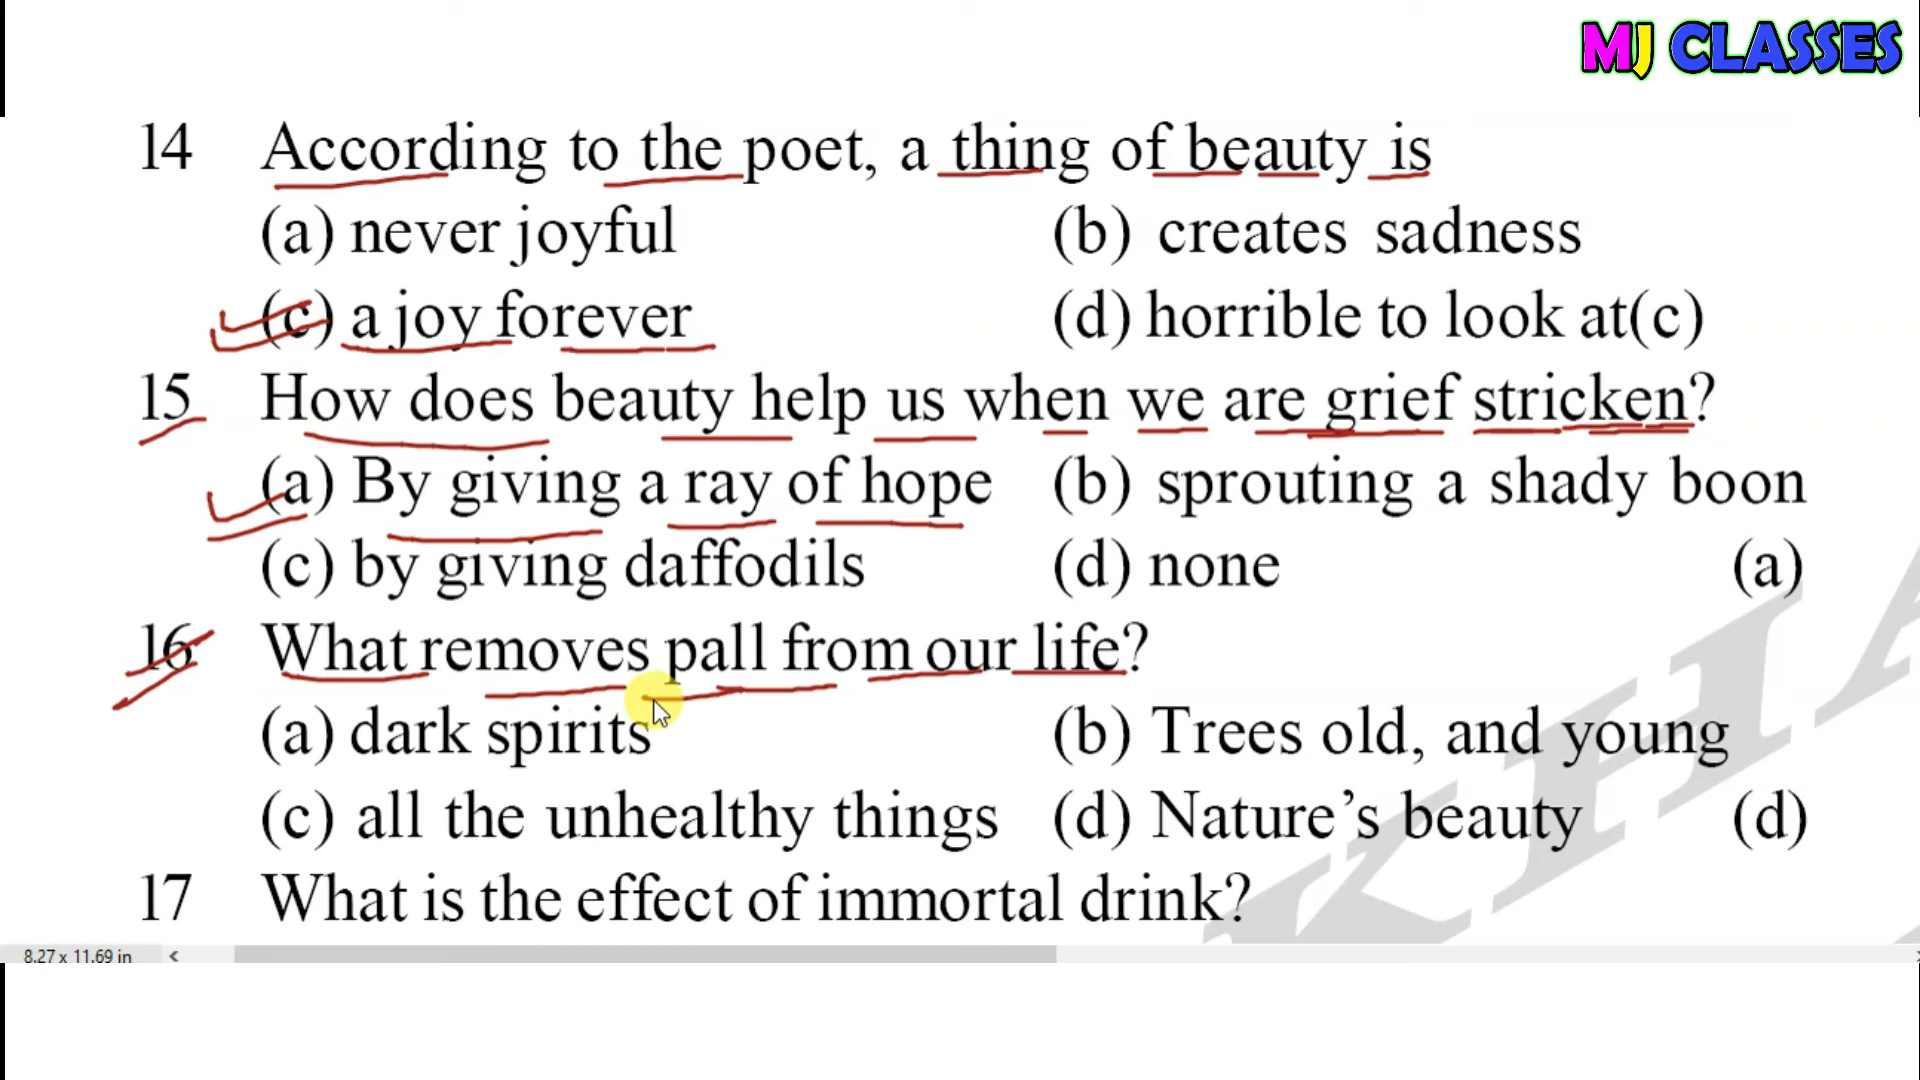 MJ CLASSES
14 According to the poet, a thing of beauty is
(a) never joyful (b) creates sadness
(c) a joy forever (d) horrible to look at(c)
15 How does beauty help us when we are grief stricken?
(a) By giving a ray of hope (b) sprouting a shady boon
(c) by giving daffodils (d) none (a)
16 What removes pall from our life?
(a) dark spirits (b) Trees old, and young
(c) all the unhealthy things (d) Nature’s beauty (d)
17 What is the effect of immortal drink?
8.27 x 11.69 in